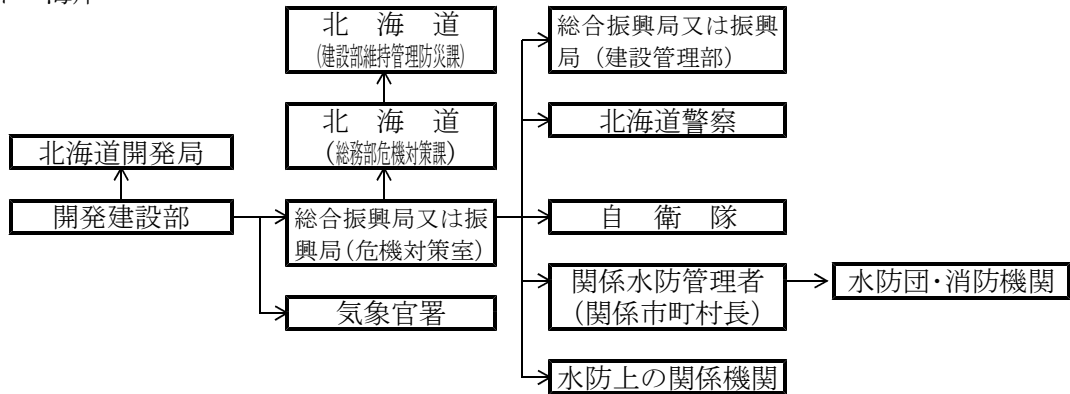 北　海　道
(建設部維持管理防災課)
北　海　道
(総務部危機対策課)
北海道開発局
開発建設部
総合振興局又は振
興局(危機対策室)
気象官署
総合振興局又は振興
局（建設管理部）
北海道警察
自　衛　隊
関係水防管理者
(関係市町村長)
水防団・消防機関
水防上の関係機関